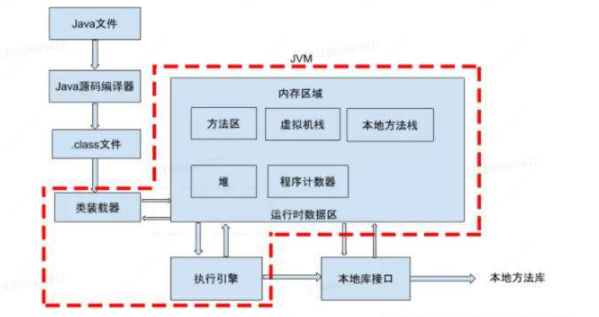 Java文件
JVM
Java源码编译器
内存区域
方法区
虚拟机栈
本地方法栈
.class文件
堆
程序计数器
类装载器
运行时数据区
执行引擎
本地库接口
本地方法库